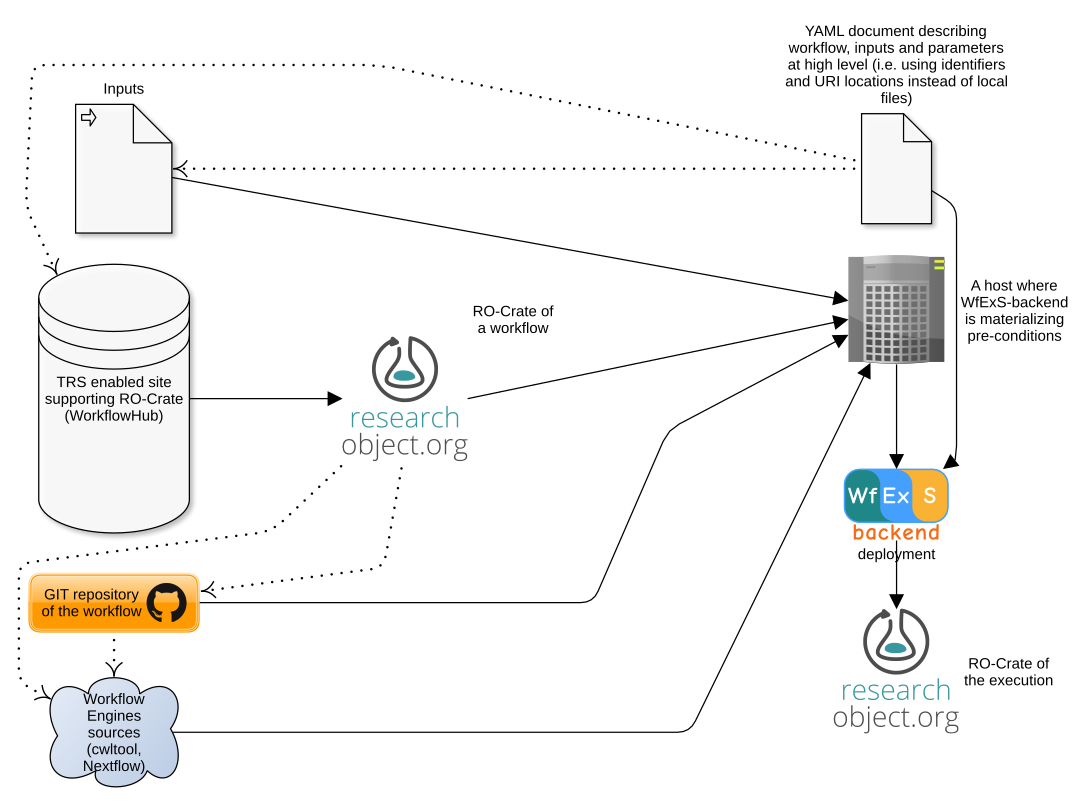 YAML document describing
workflow, inputs and parameters
at high level (i.e. using identifiers
and URI locations instead of local
files)
Inputs
A host where
WfExS-backend
is materializing
pre-conditions
RO-Crate of
a workflow
TRS enabled site
supporting RO-Crate
(WorkflowHub)
research
object.org
Wf Ex S
backend
deployment
GIT repository
of the workflow
RO-Crate of
the execution
research
object.org
Workflow
Engines
sources
(cwltool,
Nextflow)